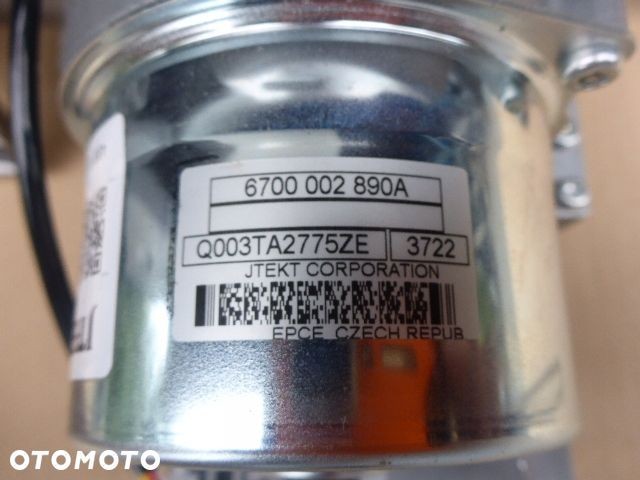 6700 002 890A
Q003TA2775ZE 3722
JTEKT CORPORATION
EPCE CZECH REPUB
OTOMOTO